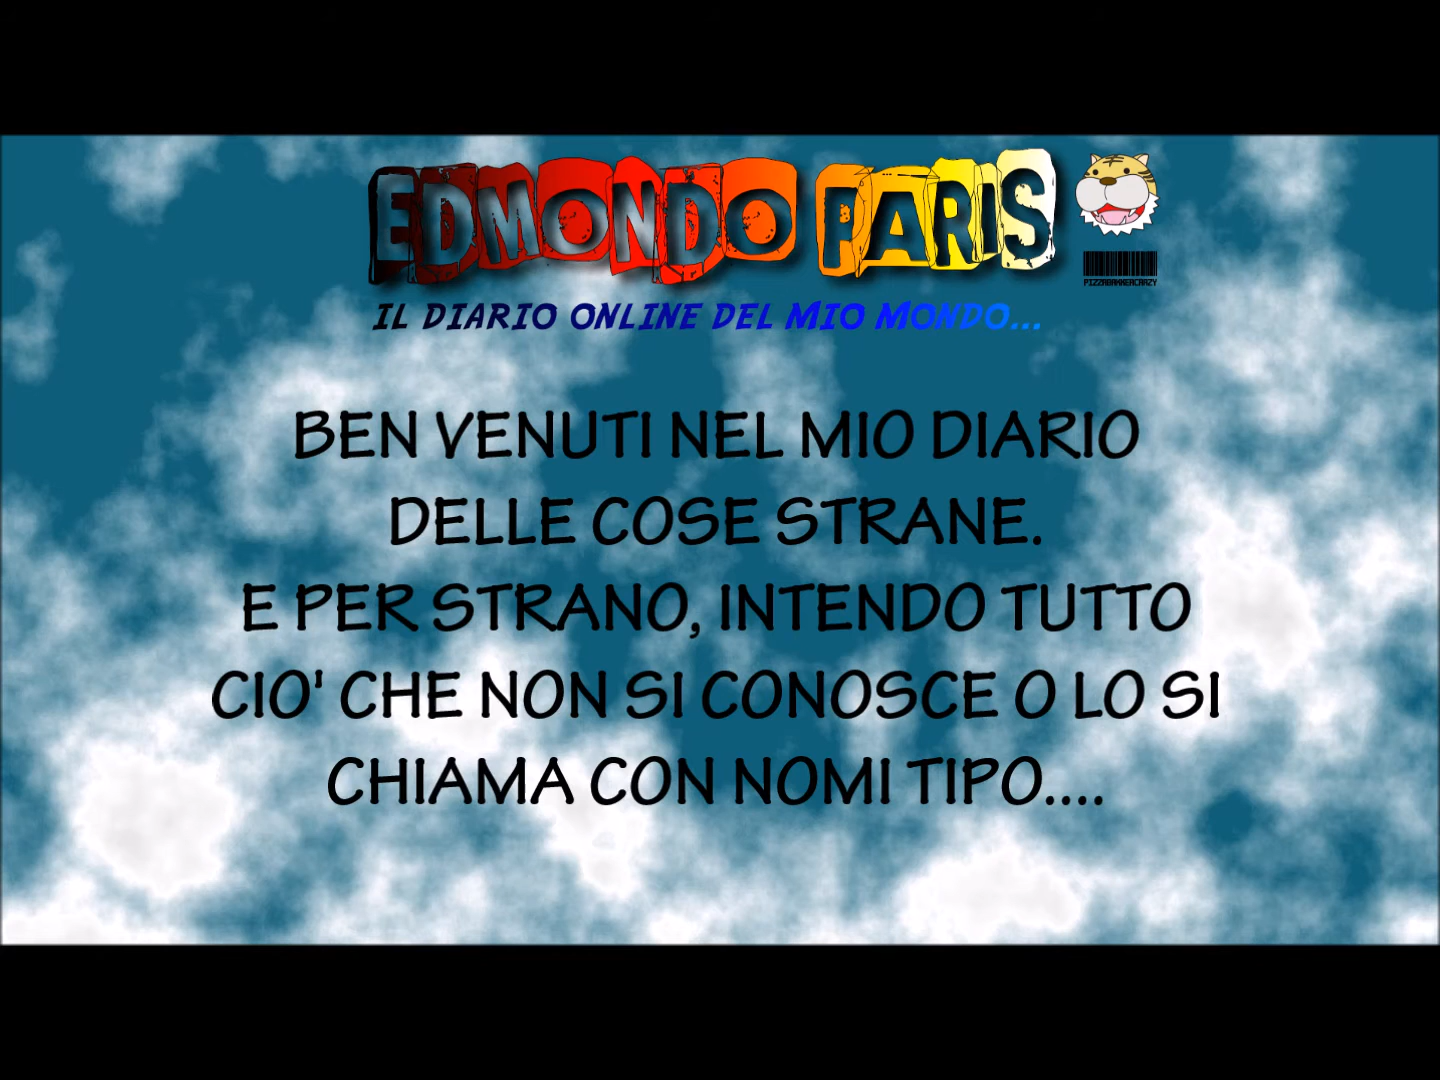 EDMONDO PARIS
PIZZABAKKERCRAZY
IL DIARIO ONLINE DEL MIO MONDO...
BEN VENUTI NEL MIO DIARIO
DELLE COSE STRANE.
E PER STRANO, INTENDO TUTTO
CIO' CHE NON SI CONOSCE O LO SI
CHIAMA CON NOMI TIPO....